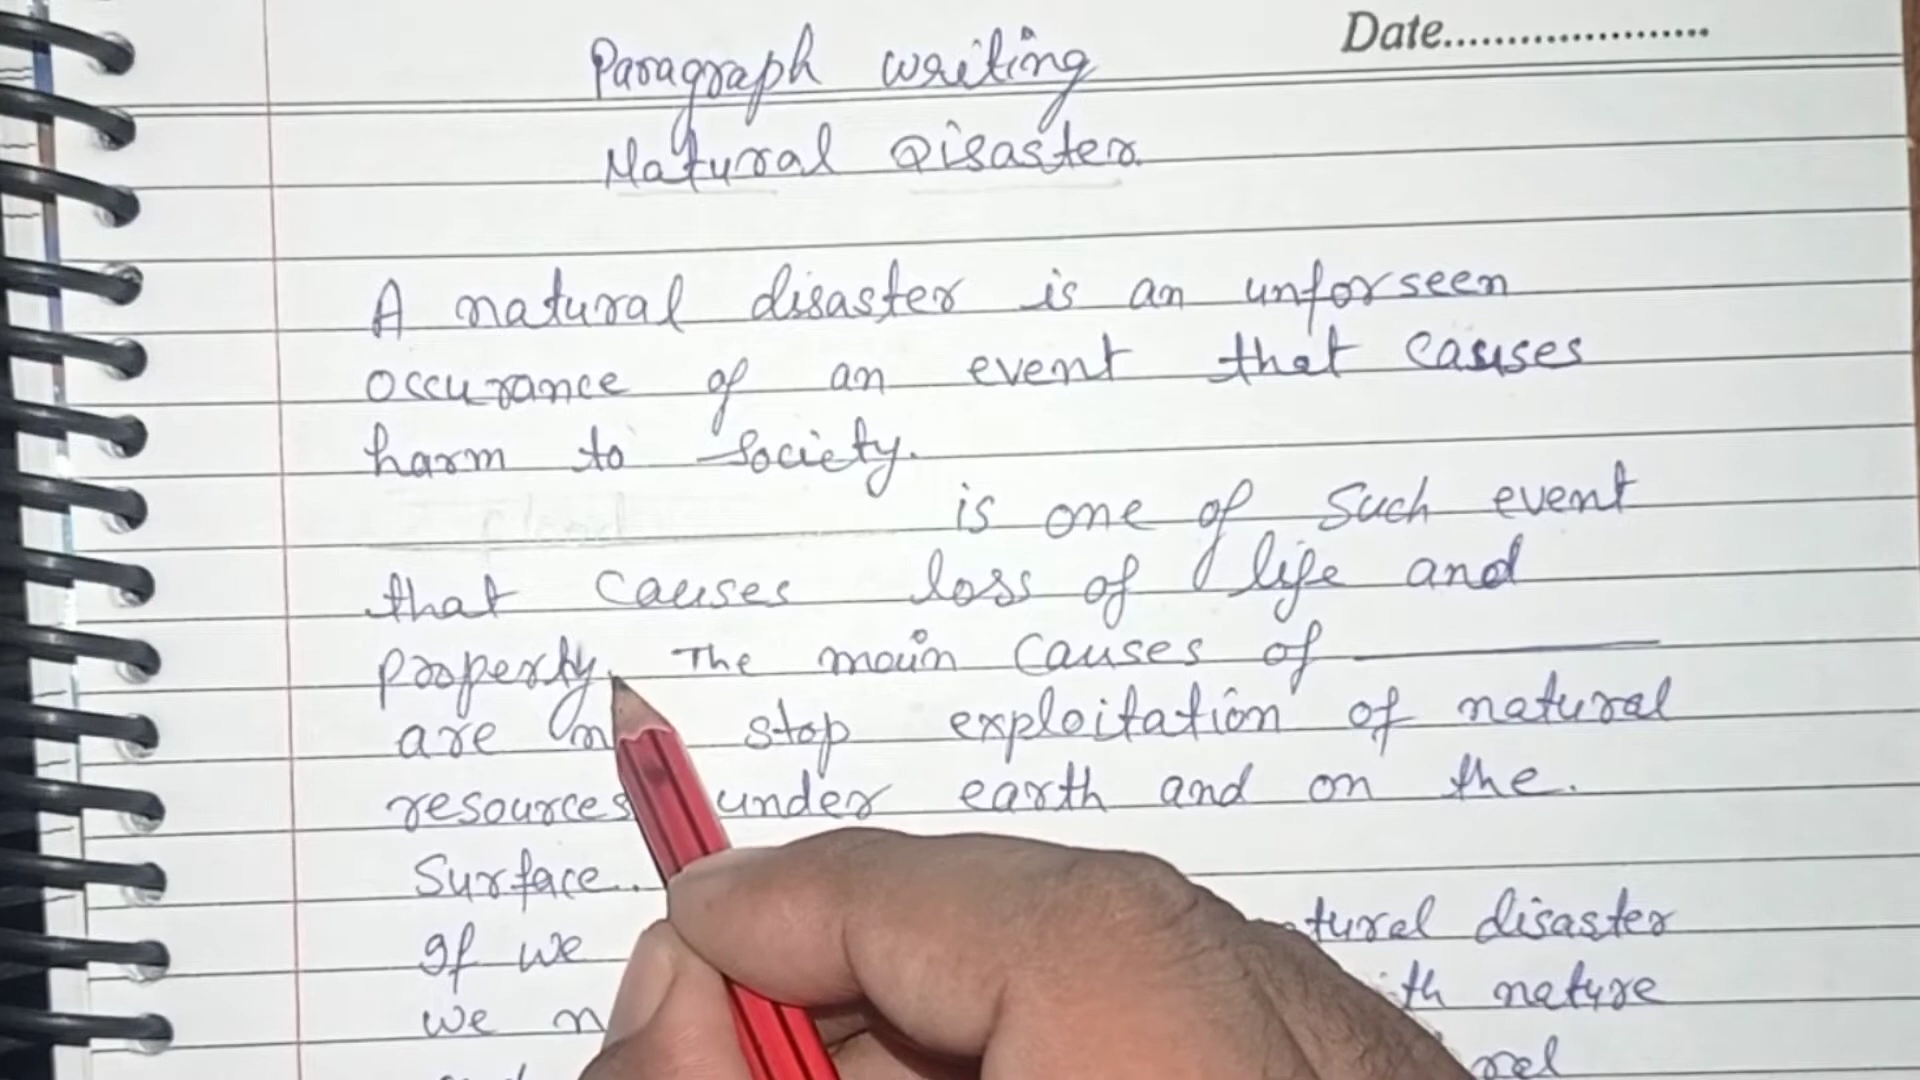 Date.....................
Paragraph writing
Natural Disaster
A natural disaster is an unforseen
occurance of an event that causes
harm to society.
is one of such event
that causes loss of life and
property. The main causes of ________
are stop exploitation of natural
resources under earth and on the.
Surface..
If we disaster
we nature